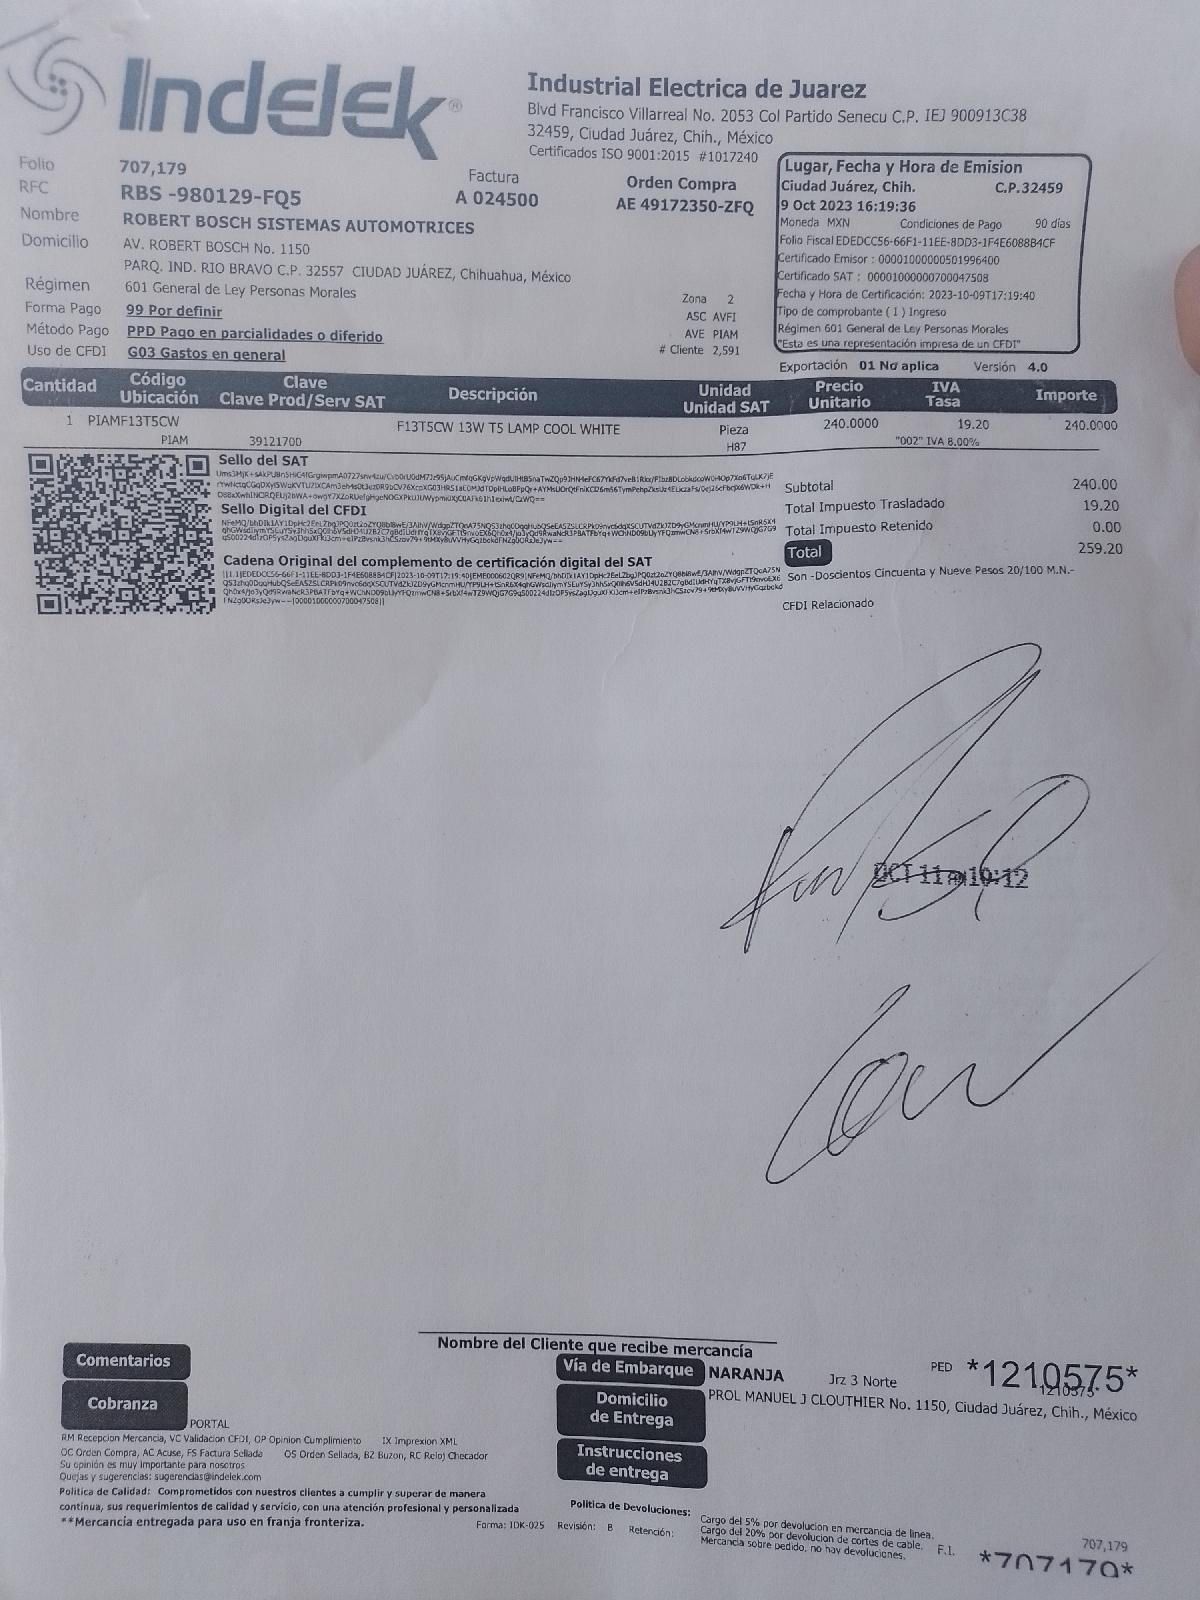 Indelek®
Industrial Electrica de Juarez
Blvd Francisco Villarreal No. 2053 Col Partido Senecu C.P. IEJ 900913C38
32459, Ciudad Juárez, Chih., México
Certificados ISO 9001:2015 #1017240
Folio 707,179
RFC RBS -980129-FQ5
Factura
A 024500
Orden Compra
AE 49172350-ZFQ
Nombre ROBERT BOSCH SISTEMAS AUTOMOTRICES
Domicilio AV. ROBERT BOSCH No. 1150
PARQ. IND. RIO BRAVO C.P. 32557 CIUDAD JUÁREZ, Chihuahua, México
Régimen 601 General de Ley Personas Morales
Forma Pago 99 Por definir
Método Pago PPD Pago en parcialidades o diferido
Uso de CFDI G03 Gastos en general
Zona 2
ASC AVFI
AVE PIAM
# Cliente 2,591
Lugar, Fecha y Hora de Emision
Ciudad Juárez, Chih. C.P.32459
9 Oct 2023 16:19:36
Moneda MXN Condiciones de Pago 90 días
Folio Fiscal EDEDCC56-66F1-11EE-8DD3-1F4E6088B4CF
Certificado Emisor : 00001000000501996400
Certificado SAT : 00001000000700047508
Fecha y Hora de Certificación: 2023-10-09T17:19:40
Tipo de comprobante ( I ) Ingreso
Régimen 601 General de Ley Personas Morales
"Esta es una representación impresa de un CFDI"
Exportación 01 No aplica Versión 4.0
Cantidad Código Ubicación Clave Clave Prod/Serv SAT Descripción Unidad Unidad SAT Precio Unitario IVA Tasa Importe
1 PIAMF13T5CW F13T5CW 13W T5 LAMP COOL WHITE Pieza 240.0000 19.20 240.0000
PIAM 39121700 H87 "002" IVA 8.00%
Sello del SAT
Sello Digital del CFDI
Cadena Original del complemento de certificación digital del SAT
Subtotal 240.00
Total Impuesto Trasladado 19.20
Total Impuesto Retenido 0.00
Total 259.20
Son -Doscientos Cincuenta y Nueve Pesos 20/100 M.N.-
CFDI Relacionado
OCT 11 AM 10:12
Nombre del Cliente que recibe mercancía
Comentarios
Cobranza PORTAL
Vía de Embarque NARANJA Jrz 3 Norte PED *1210575*
1210575
Domicilio de Entrega PROL MANUEL J CLOUTHIER No. 1150, Ciudad Juárez, Chih., México
Instrucciones de entrega
RM Recepcion Mercancia, VC Validacion CFDI, OP Opinion Cumplimiento IX Imprexion XML
OC Orden Compra, AC Acuse, FS Factura Sellada OS Orden Sellada, BZ Buzon, RC Reloj Checador
Su opinión es muy importante para nosotros
Quejas y sugerencias: sugerencias@indelek.com
Politica de Calidad: Comprometidos con nuestros clientes a cumplir y superar de manera
continua, sus requerimientos de calidad y servicio, con una atención profesional y personalizada
**Mercancia entregada para uso en franja fronteriza.
Forma: IDK-025 Revisión: B Retención:
Politica de Devoluciones:
Cargo del 5% por devolucion en mercancia de linea.
Cargo del 20% por devolucion de cortes de cable.
Mercancia sobre pedido, no hay devoluciones.
F.I.
707,179
*707179*